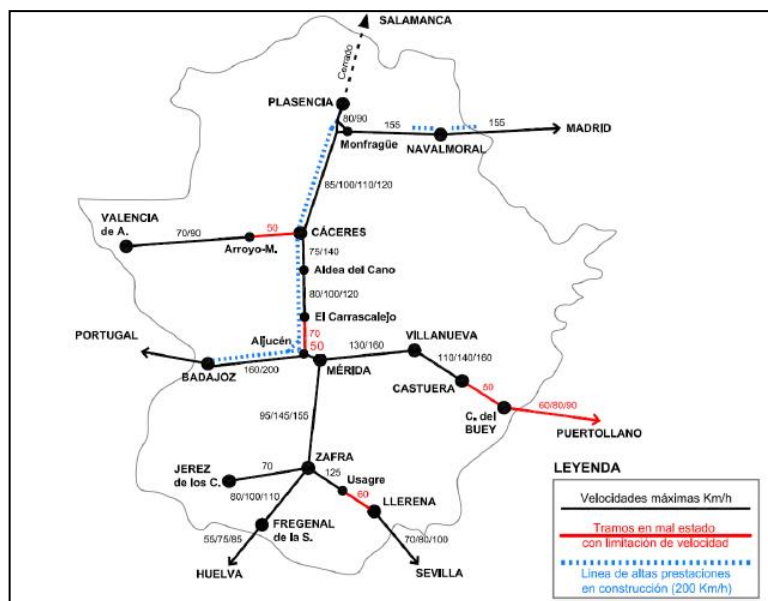 SALAMANCA
Cerrado
PLASENCIA
80/90
155
155
MADRID
Monfragüe
NAVALMORAL
85/100/110/120
VALENCIA
de A.
70/90
50
CÁCERES
Arroyo-M.
75/140
Aldea del Cano
80/100/120
El Carrascalejo
PORTUGAL
Aljucén
70
50
130/160
VILLANUEVA
110/140/160
BADAJOZ
160/200
MÉRIDA
CASTUERA
50
C. del
BUEY
60/80/90
PUERTOLLANO
95/145/155
ZAFRA
JEREZ
de los C.
70
125
Usagre
60
LLERENA
80/100/110
FREGENAL
de la S.
55/75/85
70/80/100
HUELVA
SEVILLA
LEYENDA
Velocidades máximas Km/h
Tramos en mal estado
con limitación de velocidad
Línea de altas prestaciones
en construcción (200 Km/h)